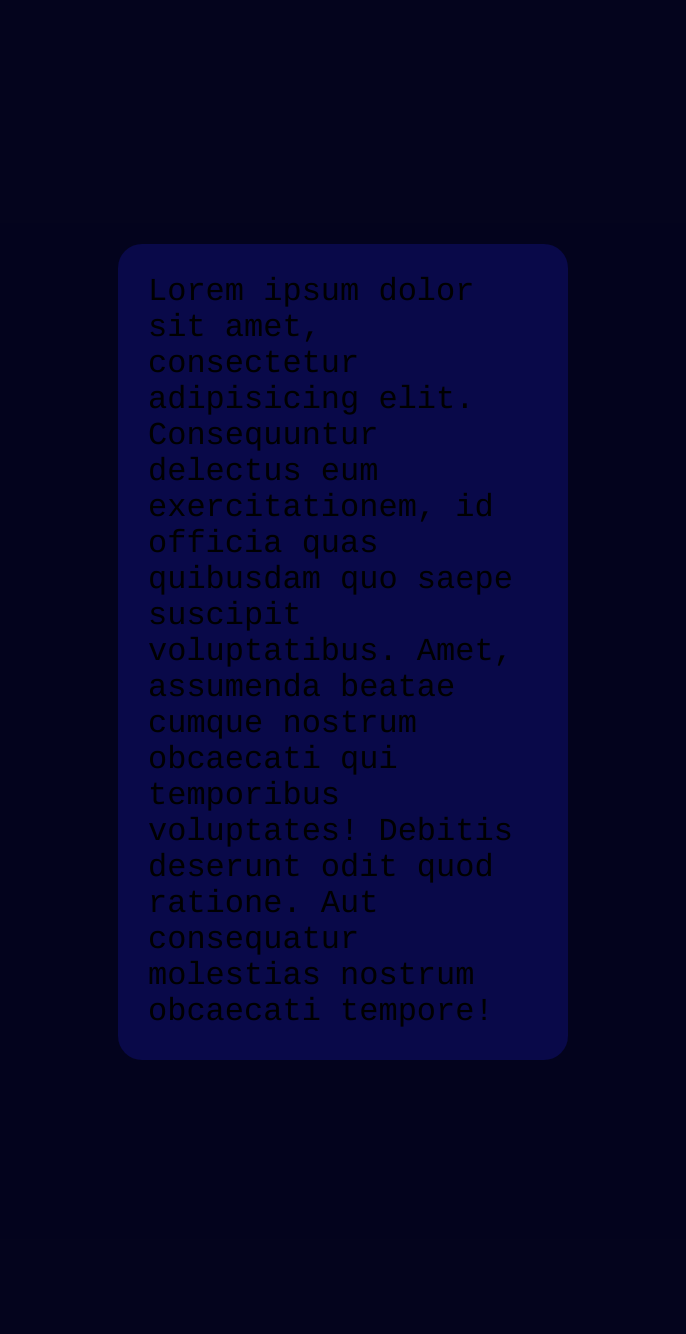 Lorem ipsum dolor
sit amet,
consectetur
adipisicing elit.
Consequuntur
delectus eum
exercitationem, id
officia quas
quibusdam quo saepe
suscipit
voluptatibus. Amet,
assumenda beatae
cumque nostrum
obcaecati qui
temporibus
voluptates! Debitis
deserunt odit quod
ratione. Aut
consequatur
molestias nostrum
obcaecati tempore!